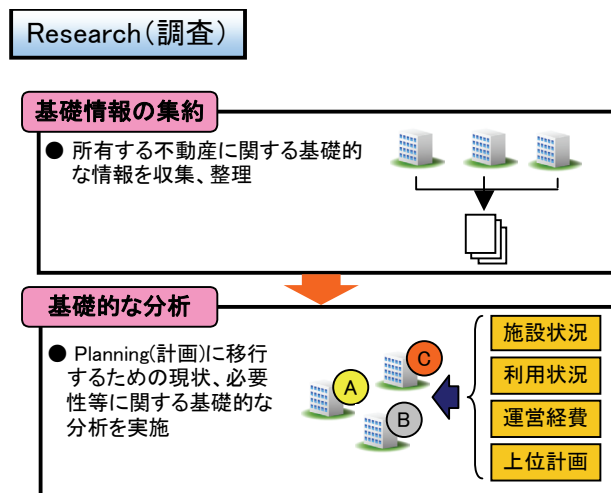 Research(調査)
基礎情報の集約
● 所有する不動産に関する基礎的
な情報を収集、整理
基礎的な分析
● Planning(計画)に移行
するための現状、必要
性等に関する基礎的な
分析を実施
A
B
C
施設状況
利用状況
運営経費
上位計画